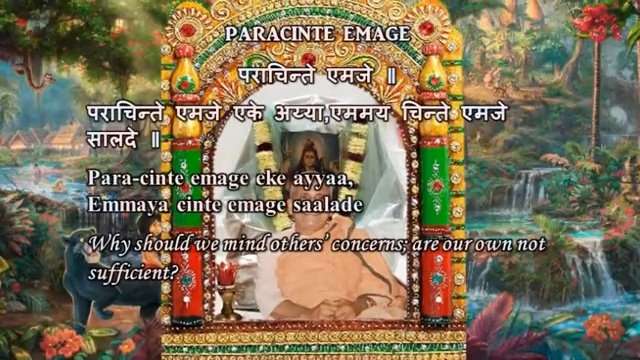 PARACINTE EMAGE
पराचिन्ते एमजे ॥
पराचिन्ते एमजे एके अय्या,एममय चिन्ते एमजे
सालदे ॥
Para-cinte emage eke ayyaa,
Emmaya cinte emage saalade
Why should we mind others’ concerns; are our own not
sufficient?